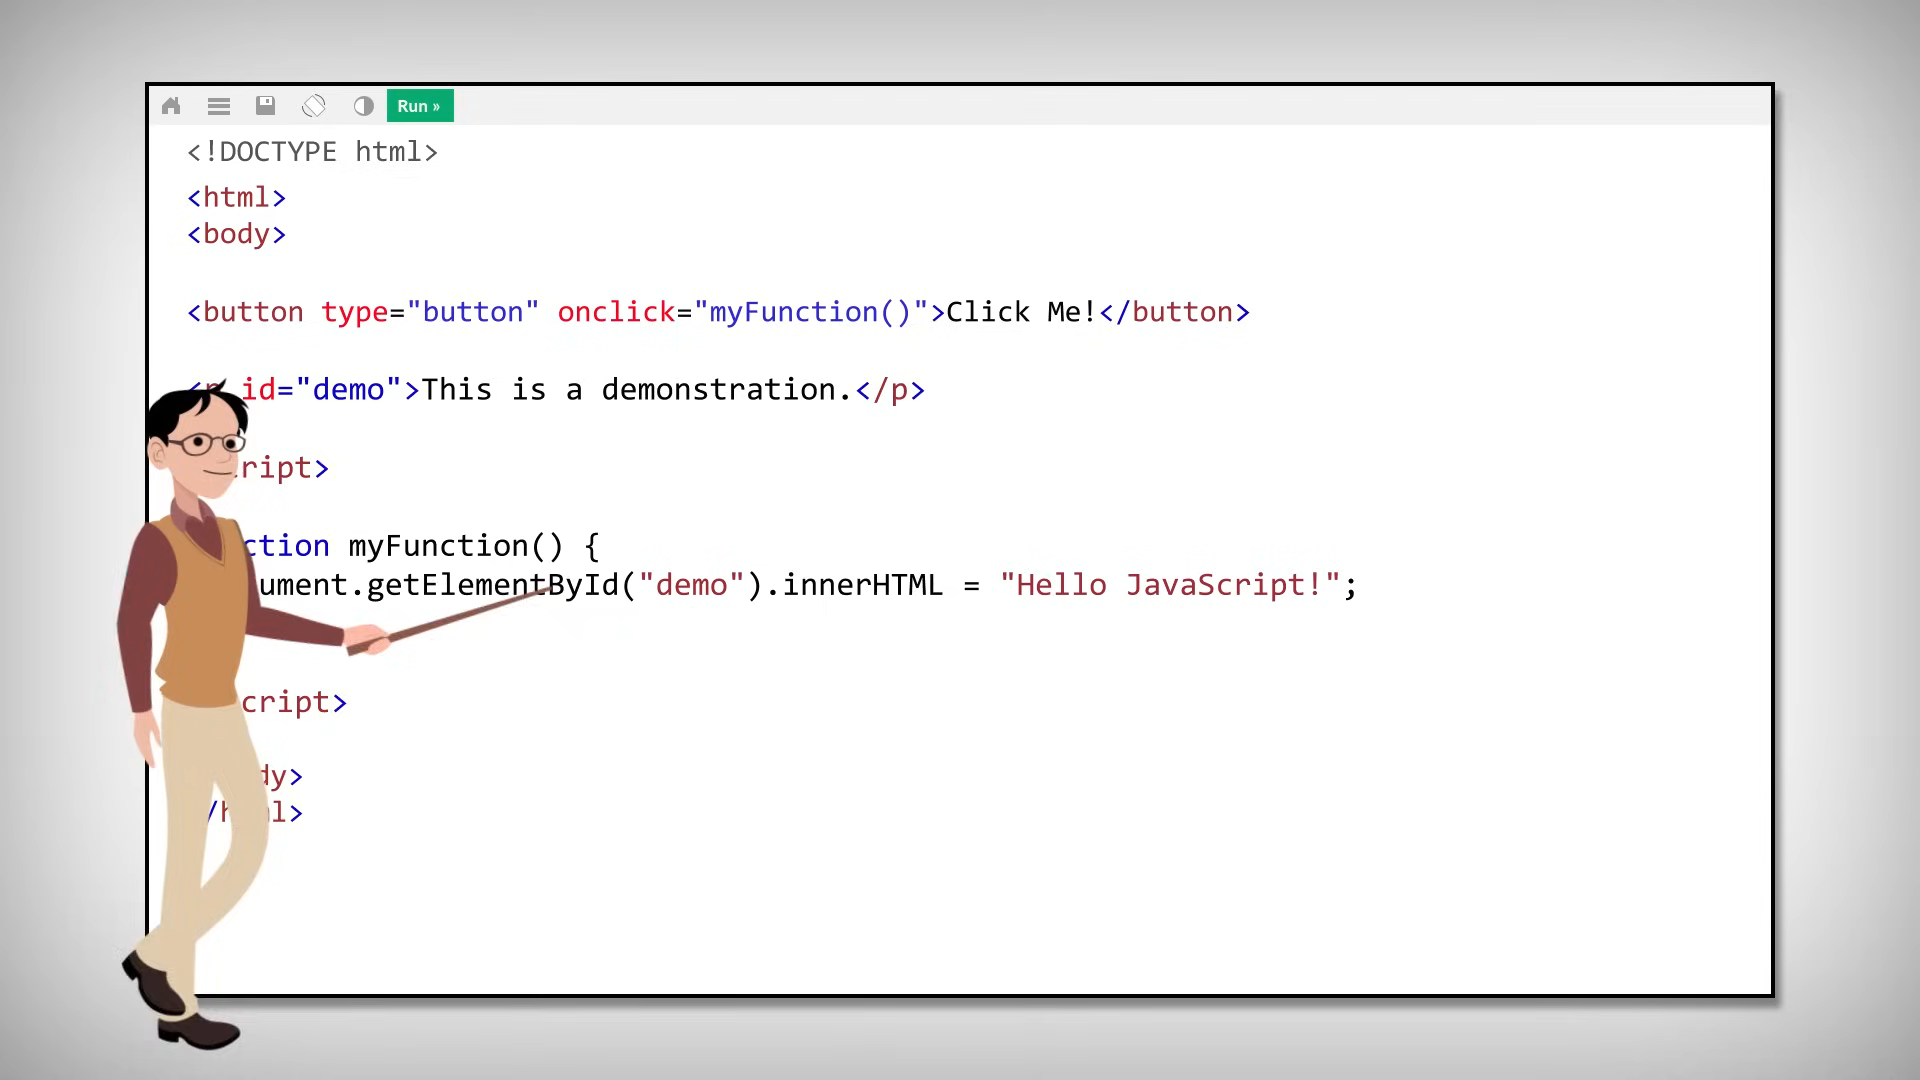 Run »
<!DOCTYPE html>
<html>
<body>
<button type="button" onclick="myFunction()">Click Me!</button>
id="demo">This is a demonstration.</p>
ript>
ction myFunction() {
ument.getElementById("demo").innerHTML = "Hello JavaScript!";
cript>
dy>
/h l>